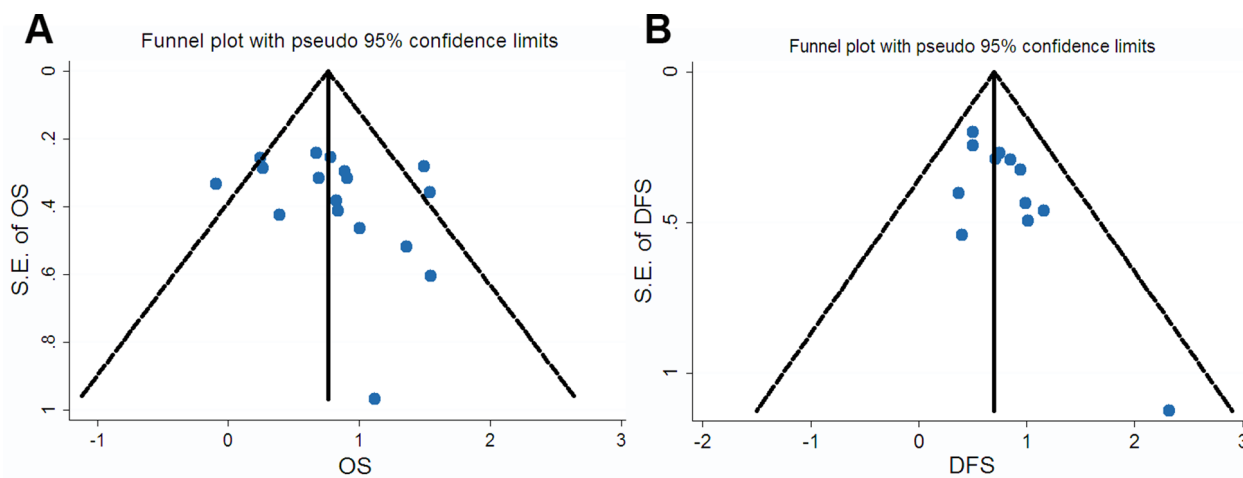 A
Funnel plot with pseudo 95% confidence limits
S.E. of OS
0
.2
.4
.6
.8
1
-1 0 1 2 3
OS
B
Funnel plot with pseudo 95% confidence limits
S.E. of DFS
0
.5
1
-2 -1 0 1 2 3
DFS